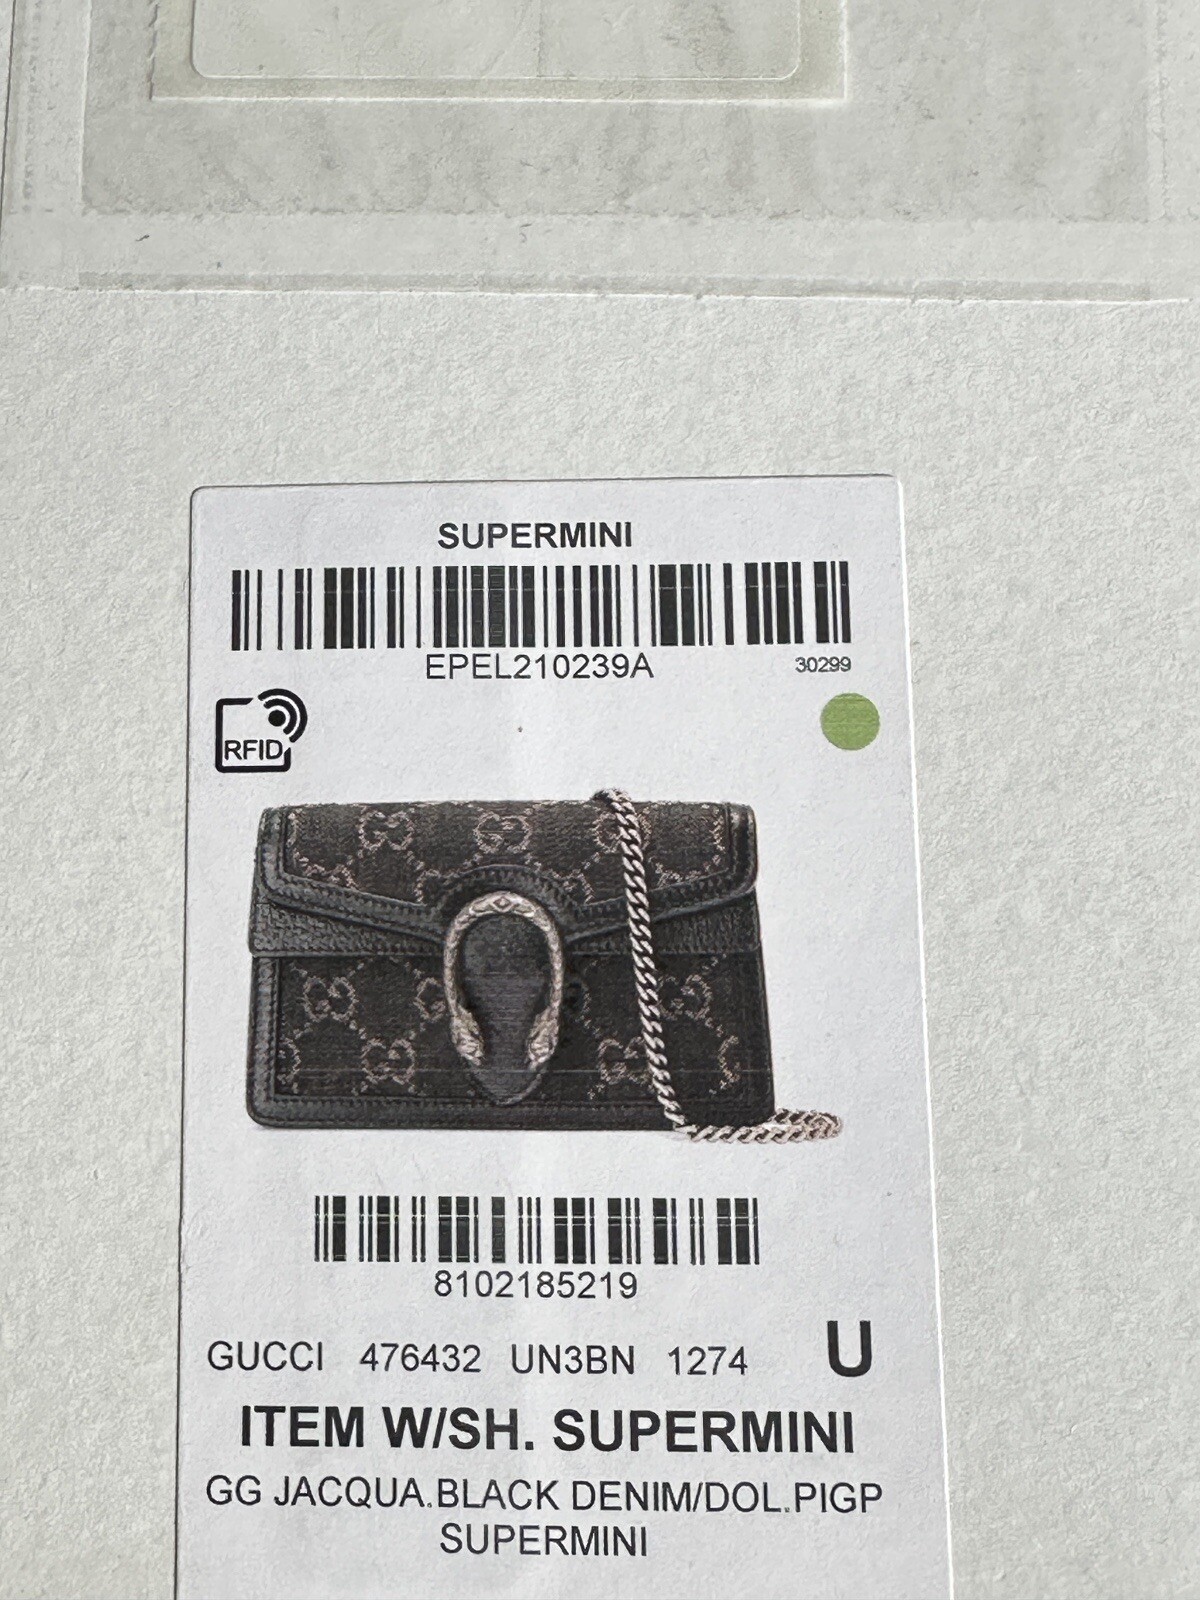 SUPERMINI
EPEL210239A 30299
RFID
8102185219
U
GUCCI 476432 UN3BN 1274
ITEM W/SH. SUPERMINI
GG JACQUA.BLACK DENIM/DOL.PIGP
SUPERMINI